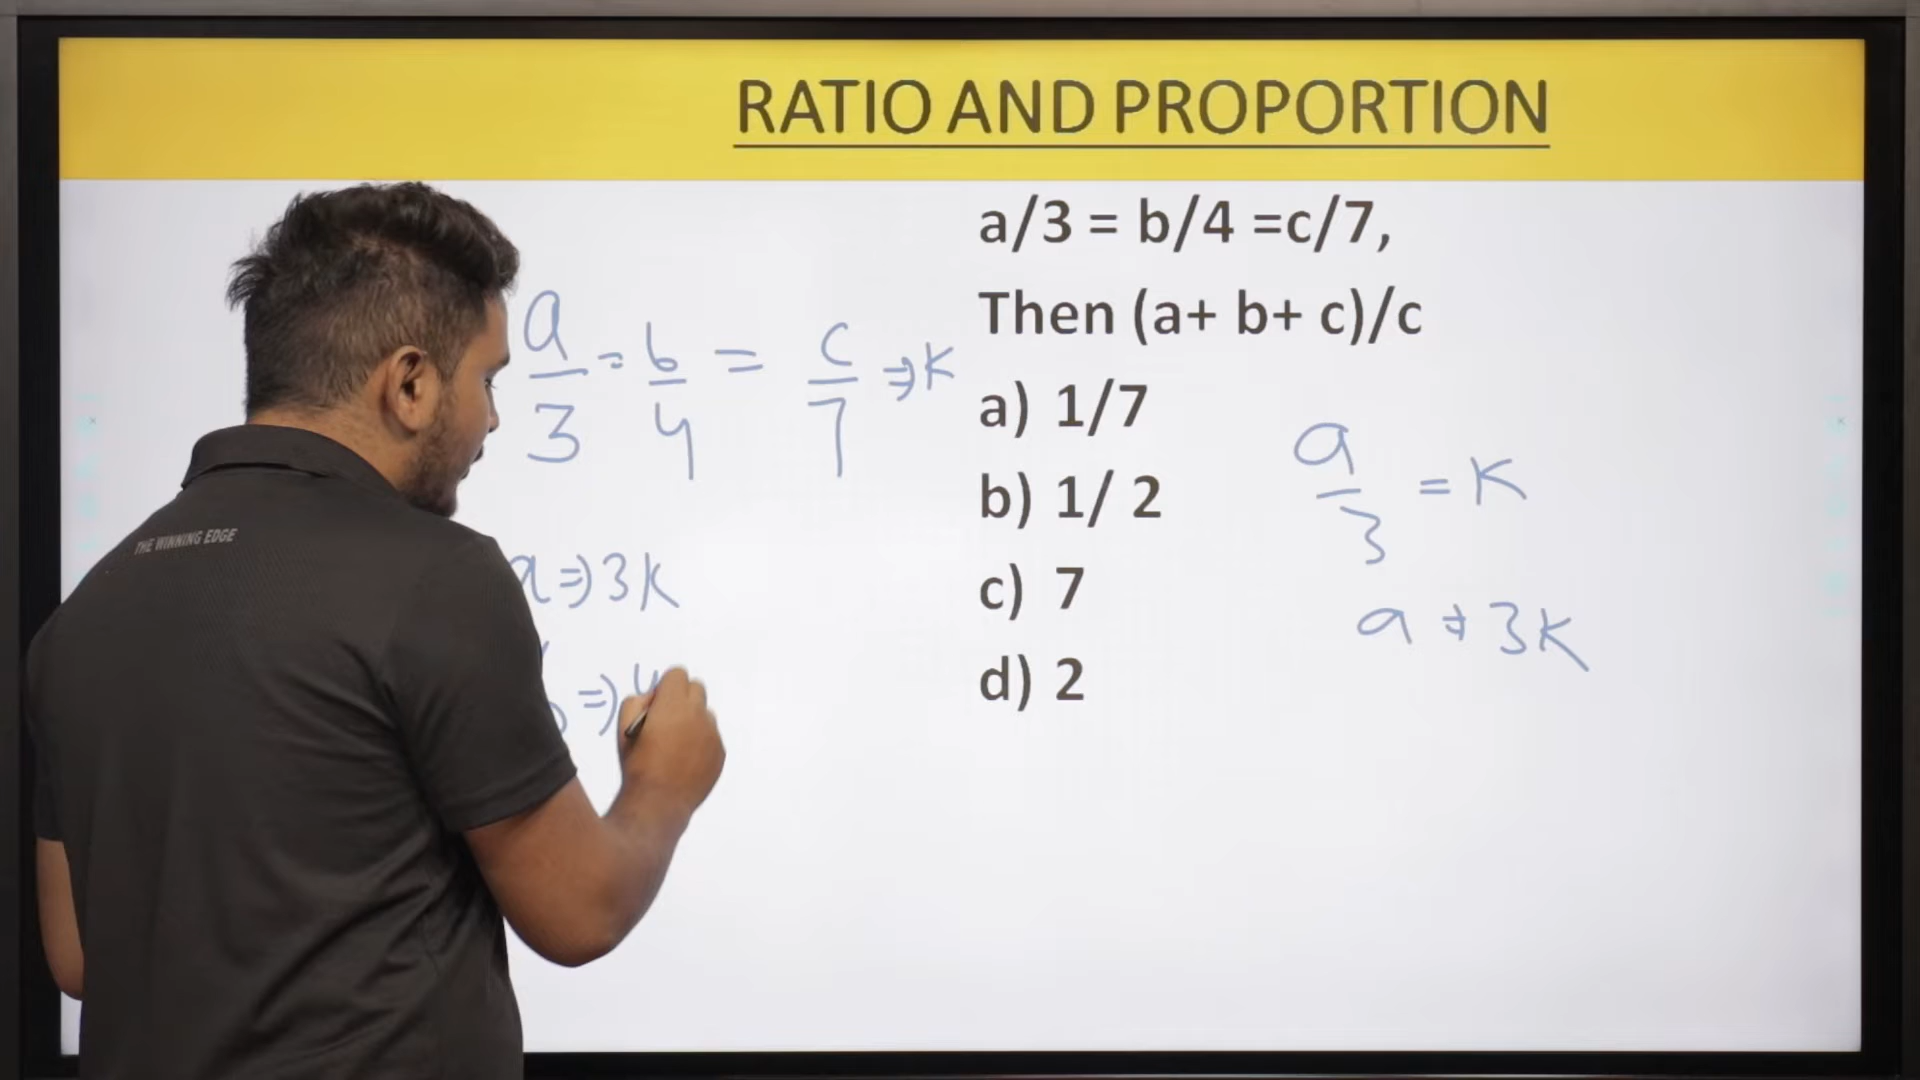 RATIO AND PROPORTION
a/3 = b/4 =c/7,
Then (a+ b+ c)/c
a) 1/7
b) 1/ 2
c) 7
d) 2
a/3 = b/4 = c/7 ⇒ K
a ⇒ 3K
b ⇒ 4
a/3 = K
a ⇒ 3K
THE WINNING EDGE